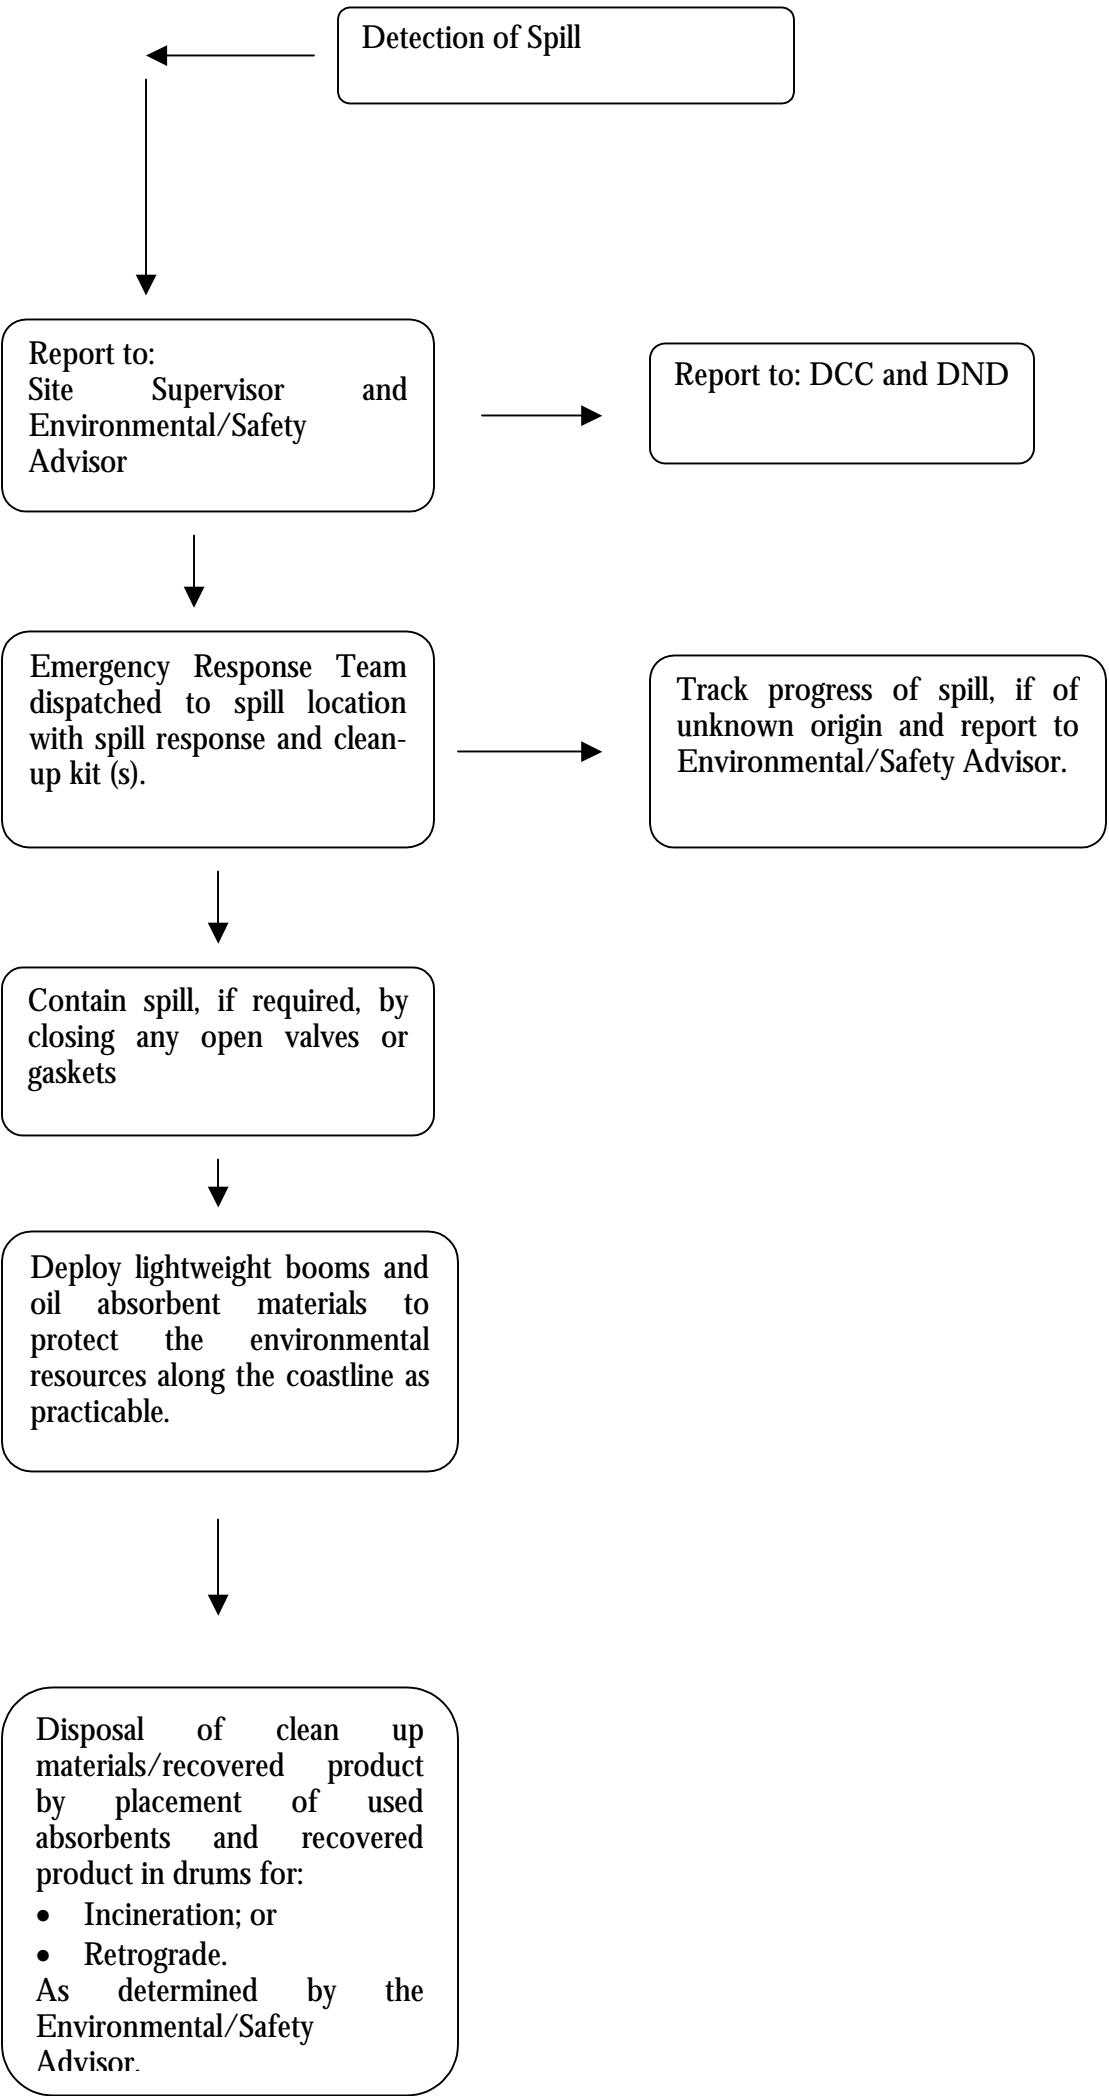 Detection of Spill
Report to:
Site Supervisor and
Environmental/Safety
Advisor
Report to: DCC and DND
Emergency Response Team
dispatched to spill location
with spill response and clean-
up kit (s).
Track progress of spill, if of
unknown origin and report to
Environmental/Safety Advisor.
Contain spill, if required, by
closing any open valves or
gaskets
Deploy lightweight booms and
oil absorbent materials to
protect the environmental
resources along the coastline as
practicable.
Disposal of clean up
materials/recovered product
by placement of used
absorbents and recovered
product in drums for:
• Incineration; or
• Retrograde.
As determined by the
Environmental/Safety
Advisor.